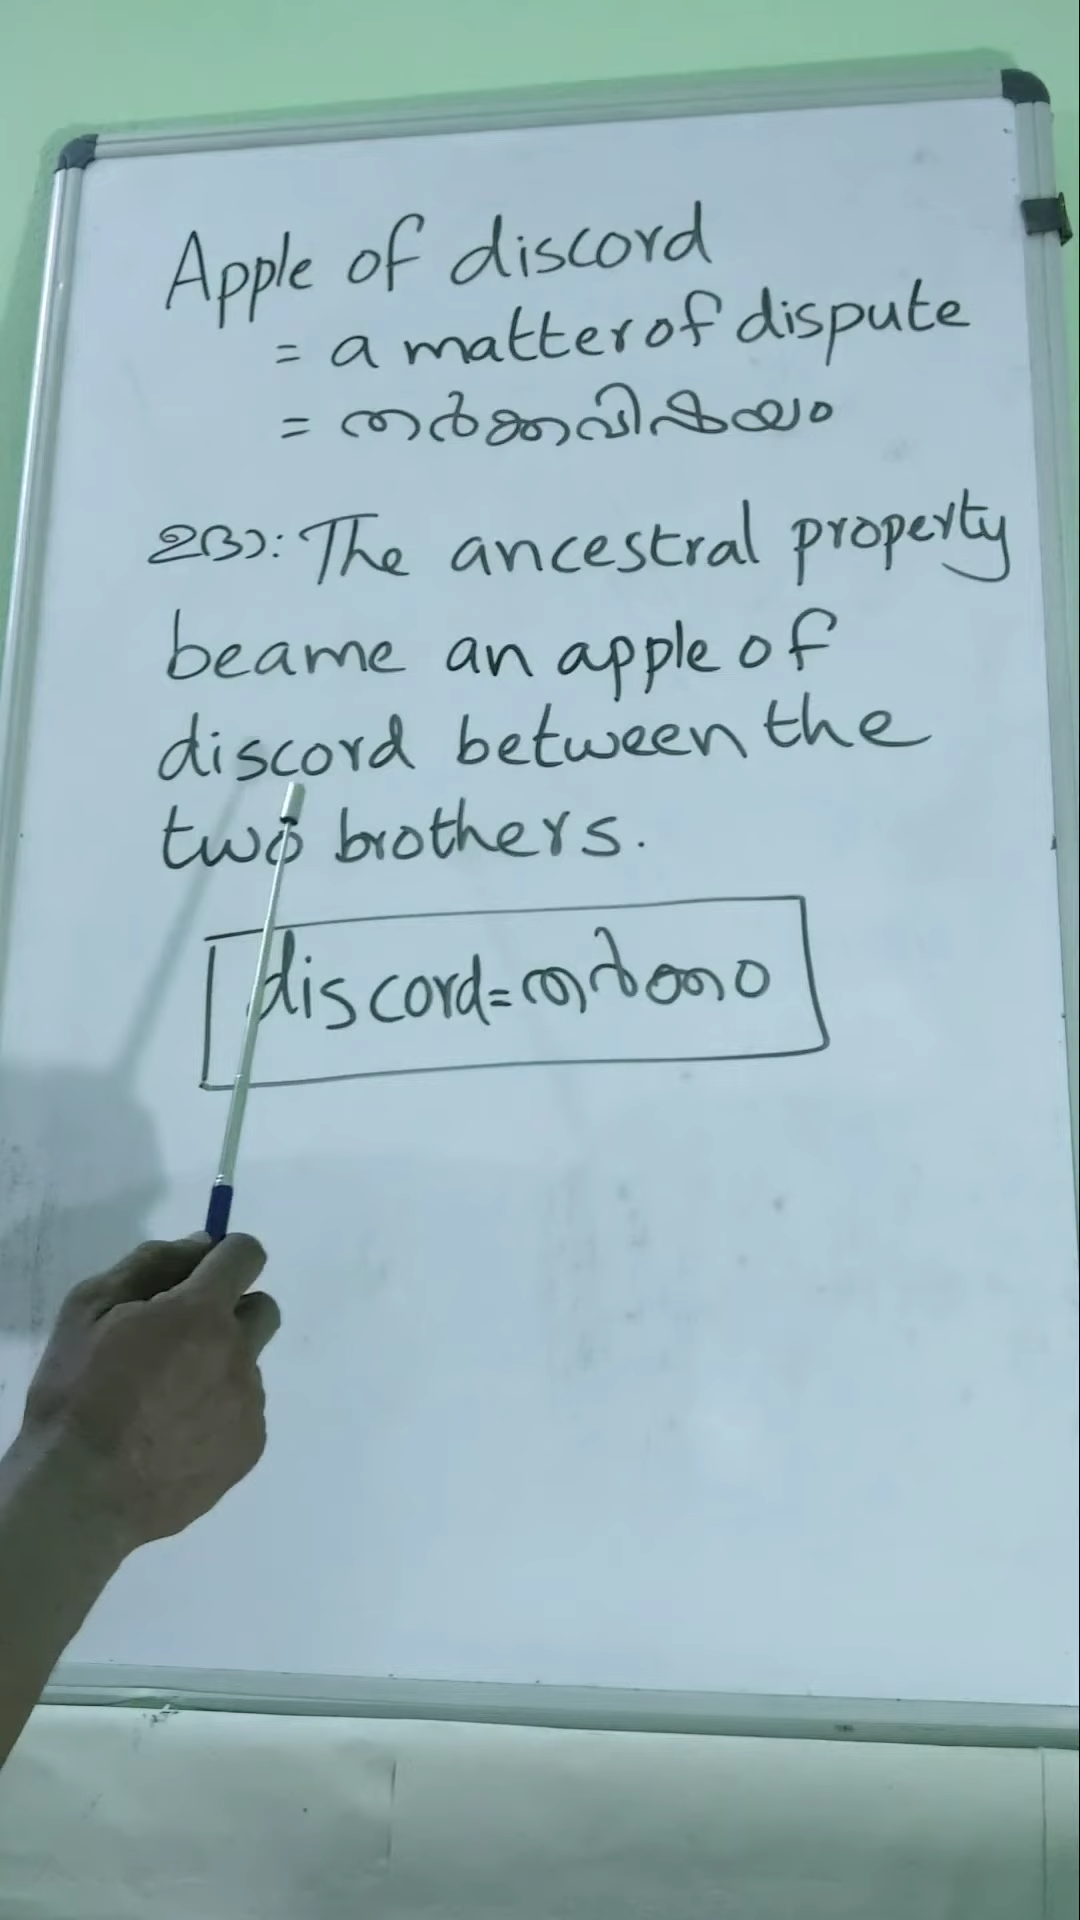 Apple of discord
= a matter of dispute
= തർക്കവിഷയം
ഉദാ: The ancestral property
beame an apple of
discord between the
two brothers.
discord=തർക്കം